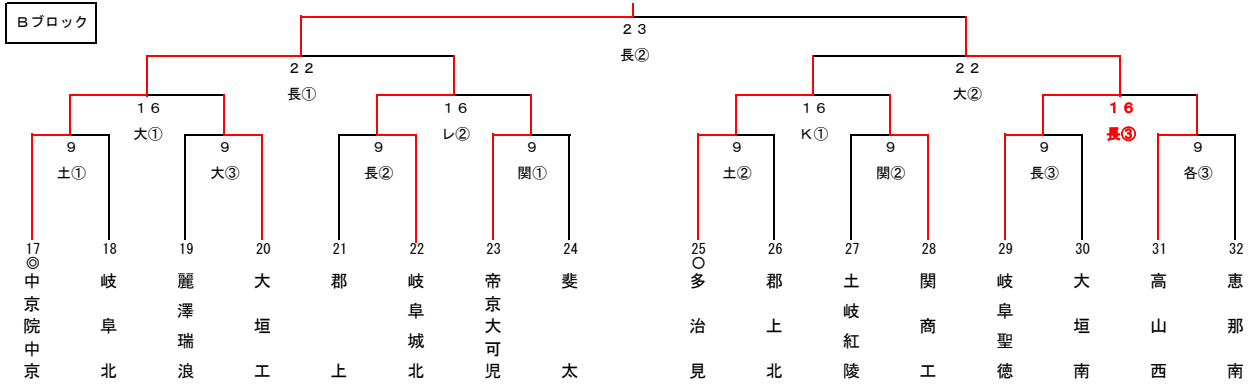 Ｂブロック
２３
長②
２２
長①
２２
大②
１６
大①
１６
レ②
１６
Ｋ①
１６
長③
９
土①
９
大③
９
長②
９
関①
９
土②
９
関②
９
長③
９
各③
17 18 19 20 21 22 23 24 25 26 27 28 29 30 31 32
◎
○
中京院中京
岐阜北
麗澤瑞浪
大垣工
郡上
岐阜城北
帝京大可児
斐太
多治見
郡上北
土岐紅陵
関商工
岐阜聖徳
大垣南
高山西
恵那南